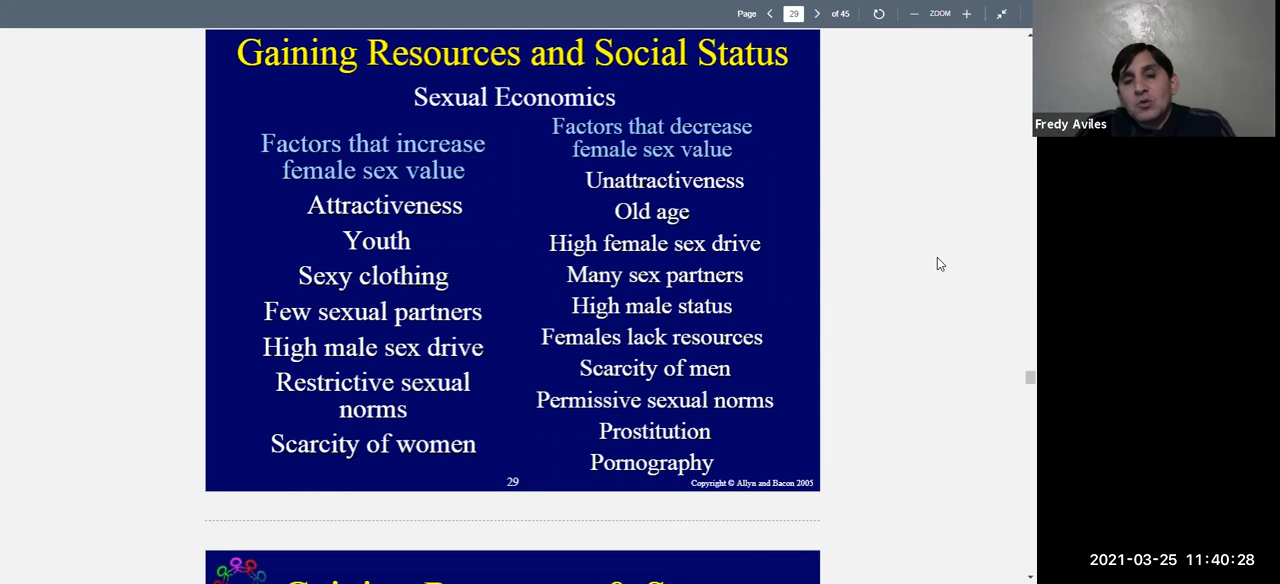 Page 29 of 45 ZOOM
Gaining Resources and Social Status
Sexual Economics
Factors that increase
female sex value
Attractiveness
Youth
Sexy clothing
Few sexual partners
High male sex drive
Restrictive sexual
norms
Scarcity of women
Factors that decrease
female sex value
Unattractiveness
Old age
High female sex drive
Many sex partners
High male status
Females lack resources
Scarcity of men
Permissive sexual norms
Prostitution
Pornography
29
Copyright © Allyn and Bacon 2005
Fredy Aviles
2021-03-25 11:40:28